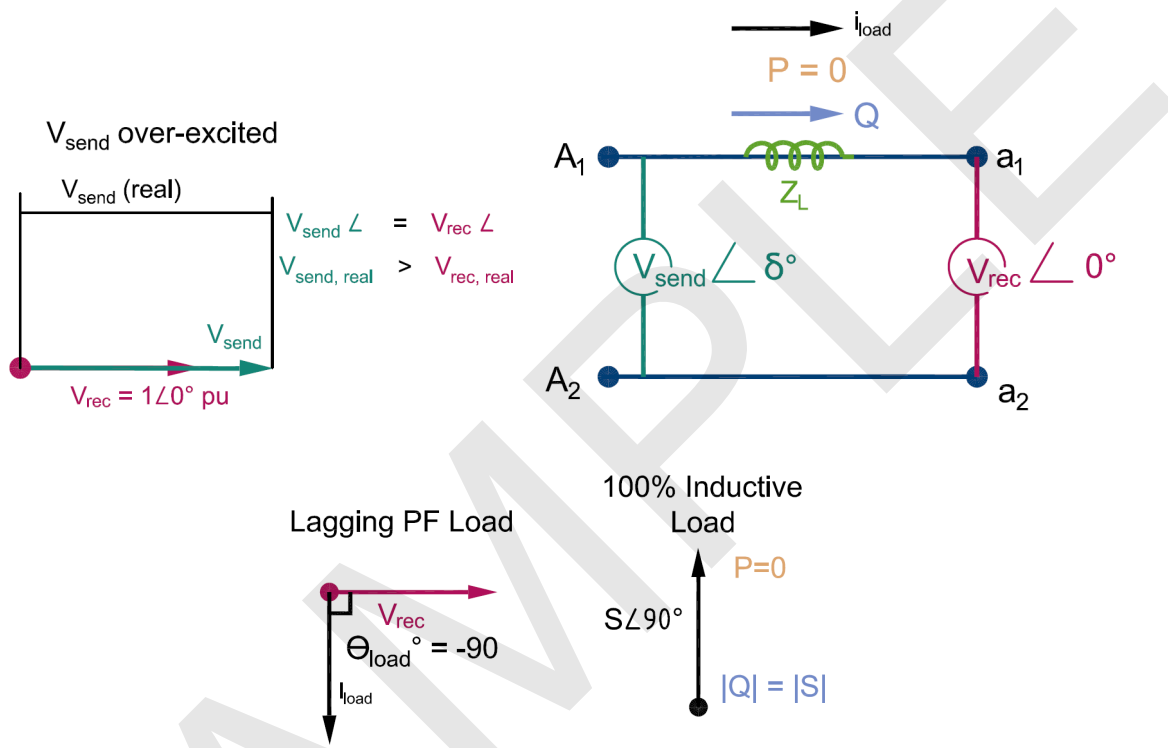 V_send over-excited
V_send (real)
V_send ∠ = V_rec ∠
V_send, real > V_rec, real
V_send
V_rec = 1∠0° pu
i_load
P = 0
Q
A_1
a_1
Z_L
V_send ∠ δ°
V_rec ∠ 0°
A_2
a_2
Lagging PF Load
V_rec
Θ_load° = -90
I_load
100% Inductive
Load
P=0
S∠90°
|Q| = |S|
AMPLE